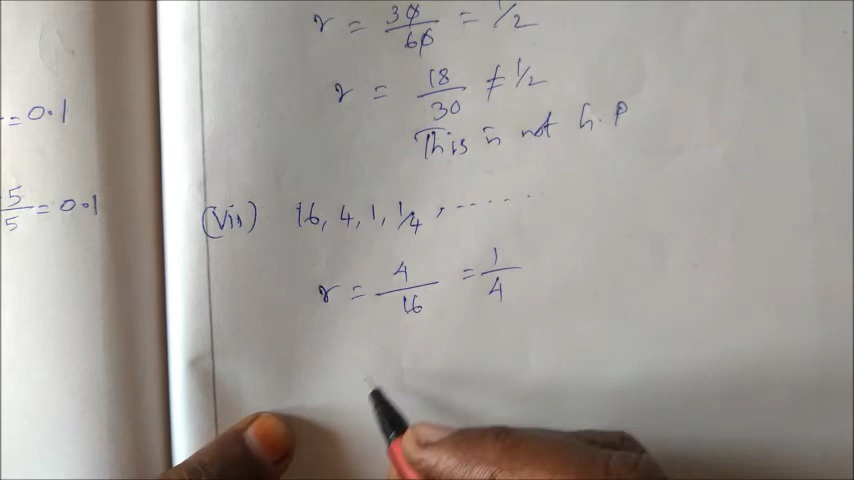 r = 30/60 = 1/2
r = 18/30 ≠ 1/2
This is not G.P
= 0.1
5/5 = 0.1
(vii) 16, 4, 1, 1/4, .......
r = 4/16 = 1/4